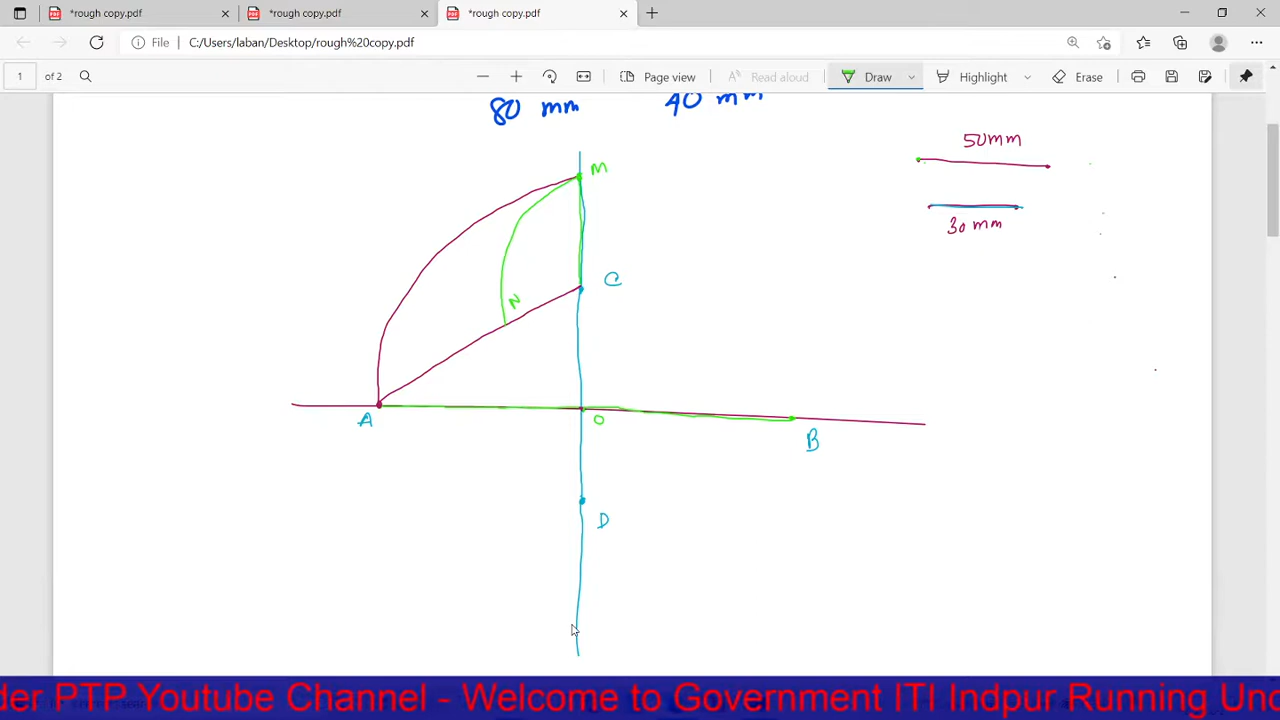 *rough copy.pdf
*rough copy.pdf
*rough copy.pdf
File
C:/Users/laban/Desktop/rough%20copy.pdf
1
of 2
Page view
Read aloud
Draw
Highlight
Erase
80 mm
40 mm
50mm
30mm
M
C
N
A
O
B
D
der PTP Youtube Channel - Welcome to Government ITI Indpur Running Und